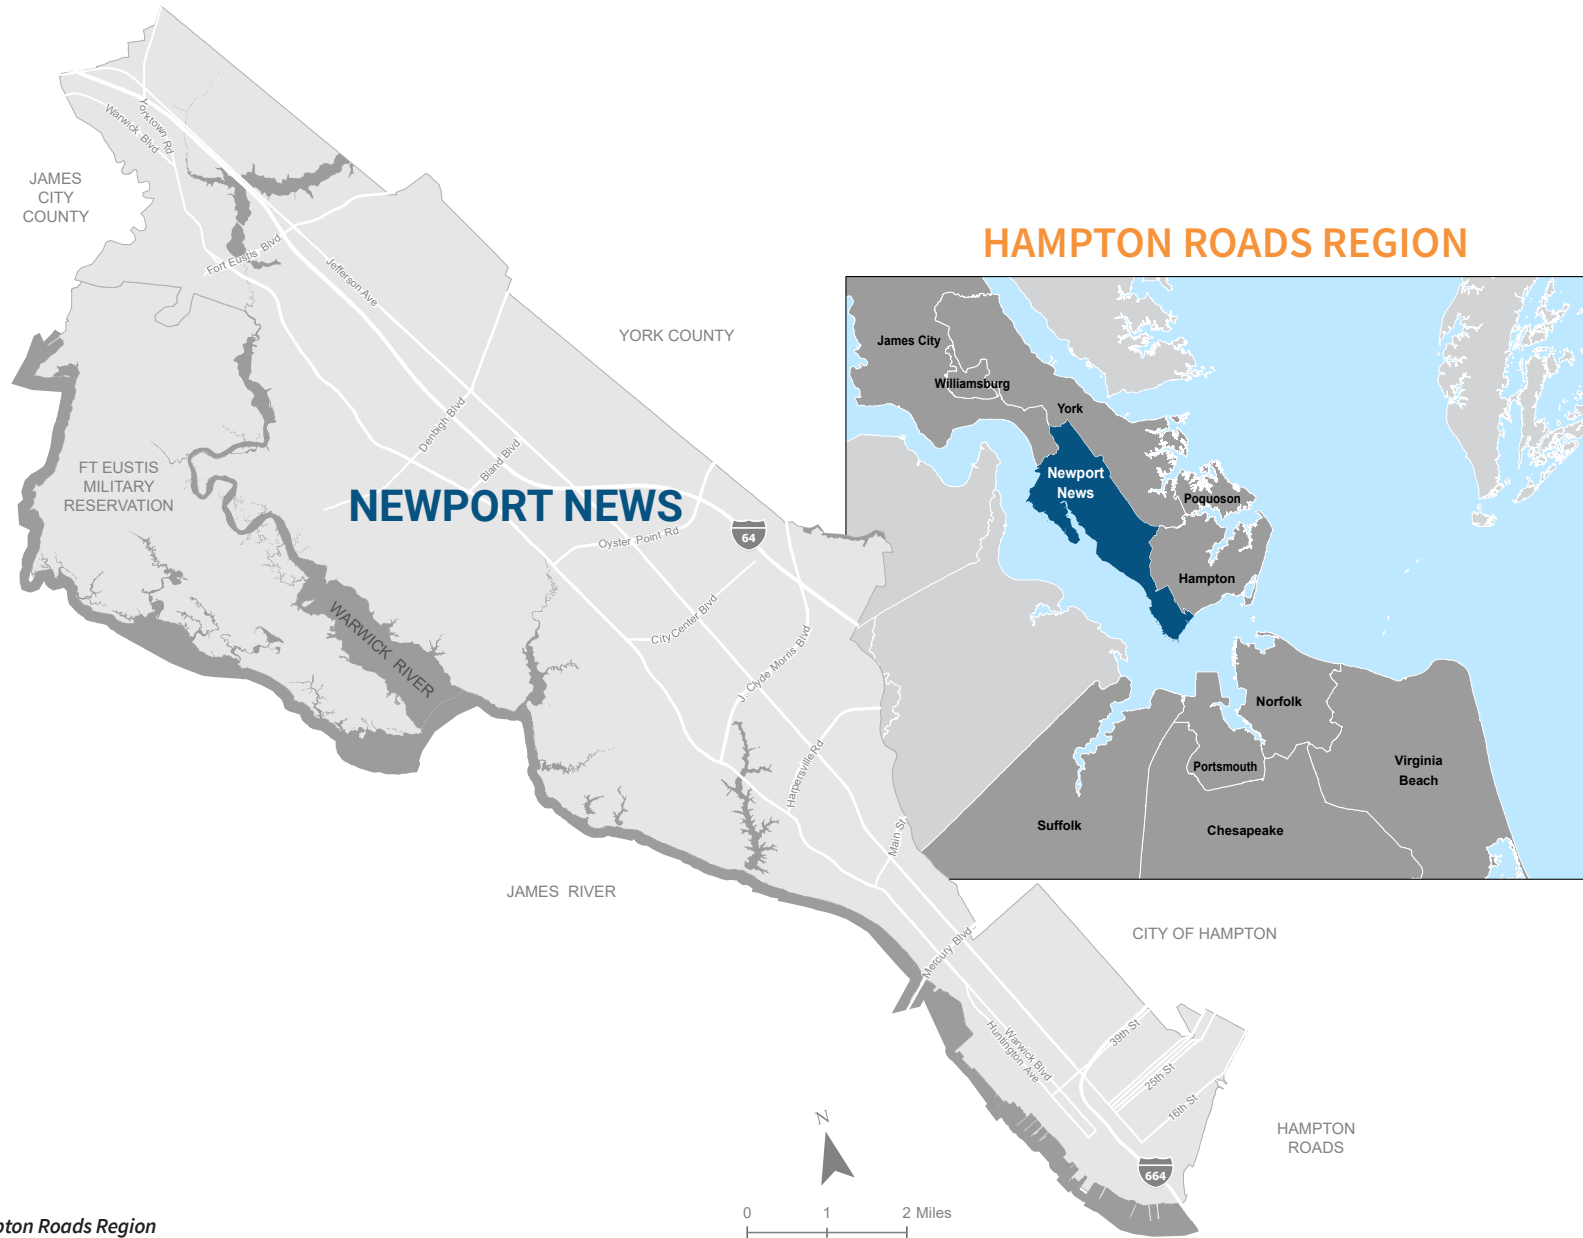 Yorktown Rd
Warwick Blvd
JAMES
CITY
COUNTY
Fort Eustis Blvd
Jefferson Ave
YORK COUNTY
Denbigh Blvd
Bland Blvd
FT EUSTIS
MILITARY
RESERVATION
NEWPORT NEWS
Oyster Point Rd
64
WARWICK RIVER
City Center Blvd
J. Clyde Morris Blvd
Harpersville Rd
Main St
JAMES RIVER
Mercury Blvd
CITY OF HAMPTON
39th St
Warwick Blvd
Huntington Ave
25th St
16th St
664
HAMPTON
ROADS
N
0 1 2 Miles
HAMPTON ROADS REGION
James City
Williamsburg
York
Newport
News
Poquoson
Hampton
Norfolk
Portsmouth
Virginia
Beach
Suffolk
Chesapeake
Roads Region